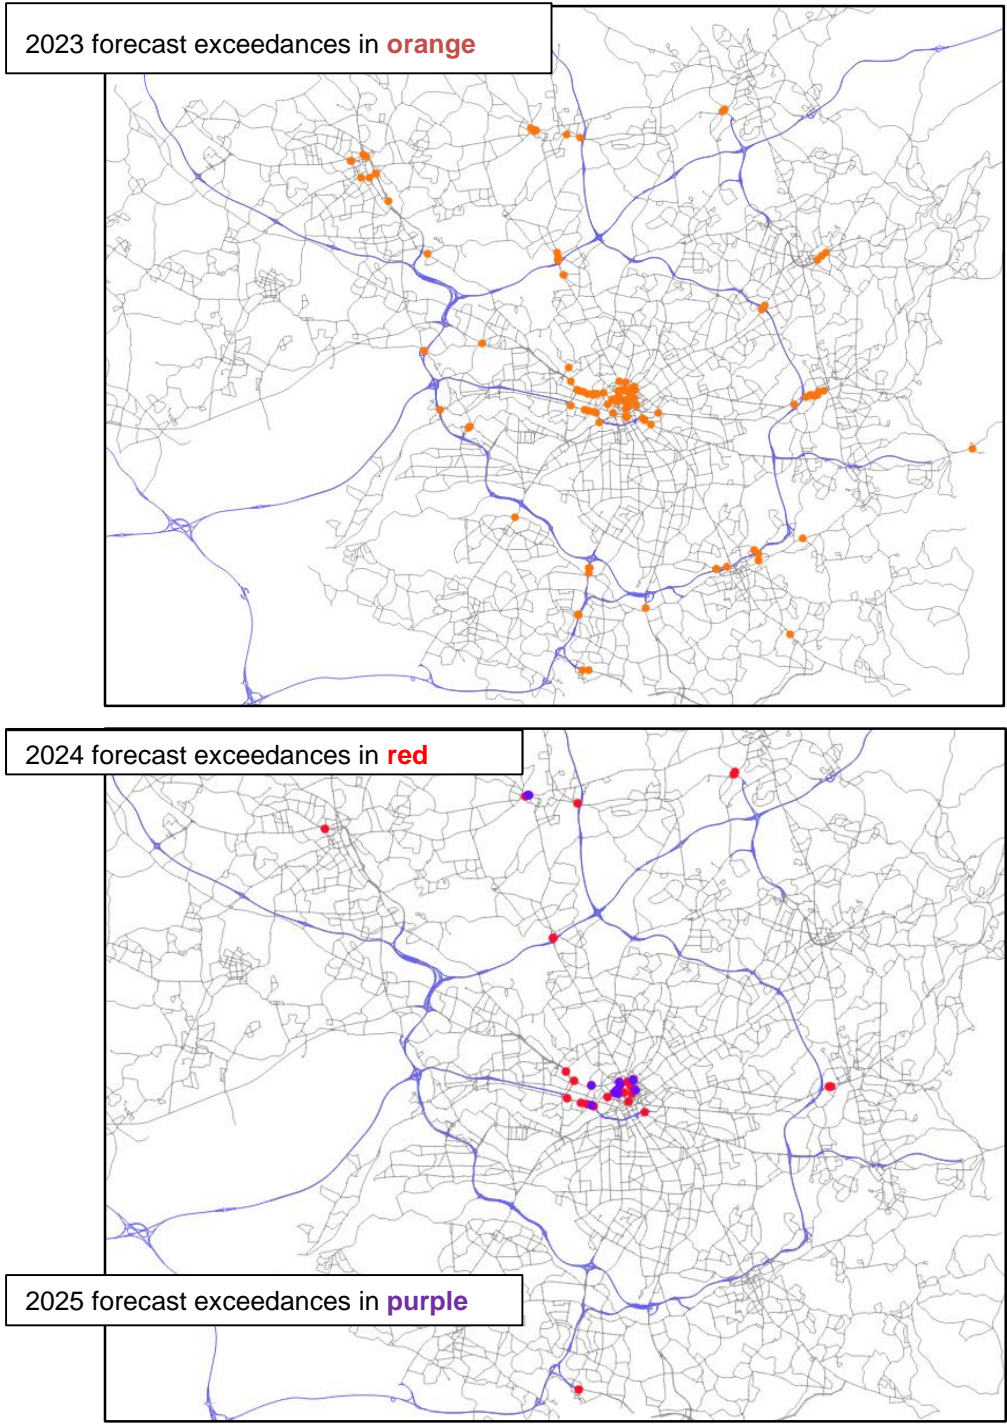 2023 forecast exceedances in orange
2024 forecast exceedances in red
2025 forecast exceedances in purple